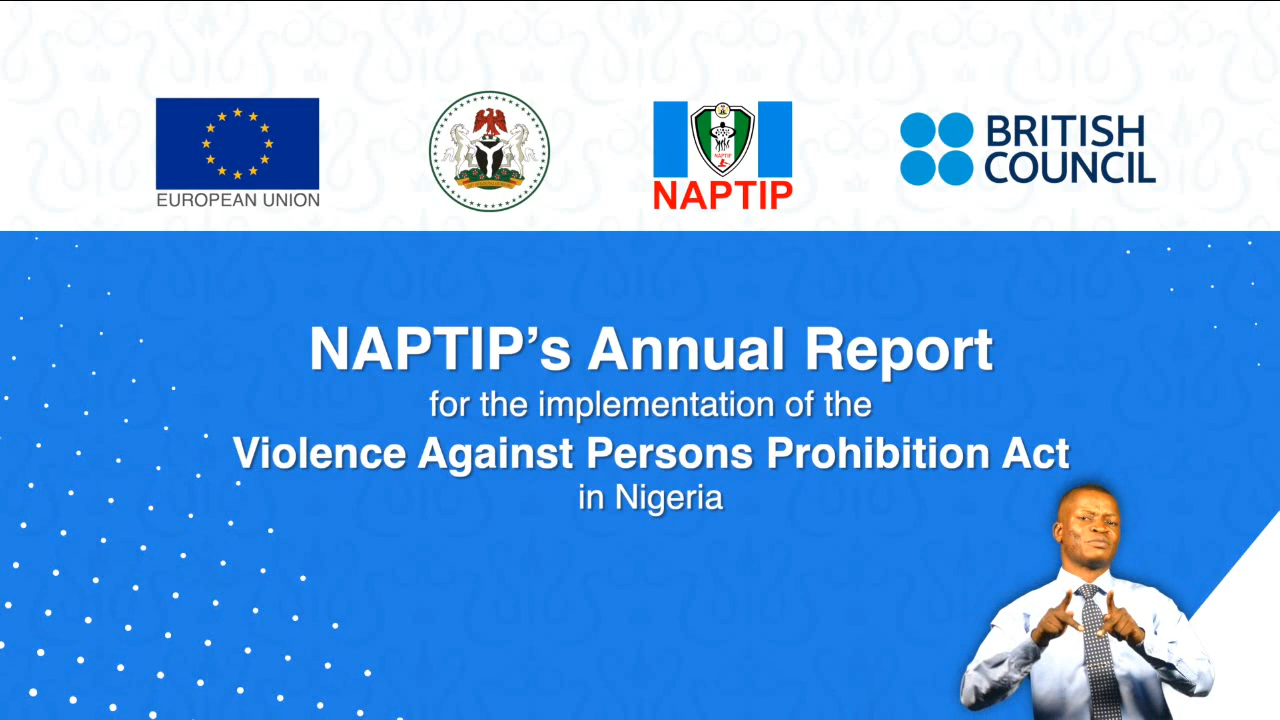 EUROPEAN UNION
NAPTIP
NAPTIP
BRITISH
COUNCIL
NAPTIP’s Annual Report
for the implementation of the
Violence Against Persons Prohibition Act
in Nigeria